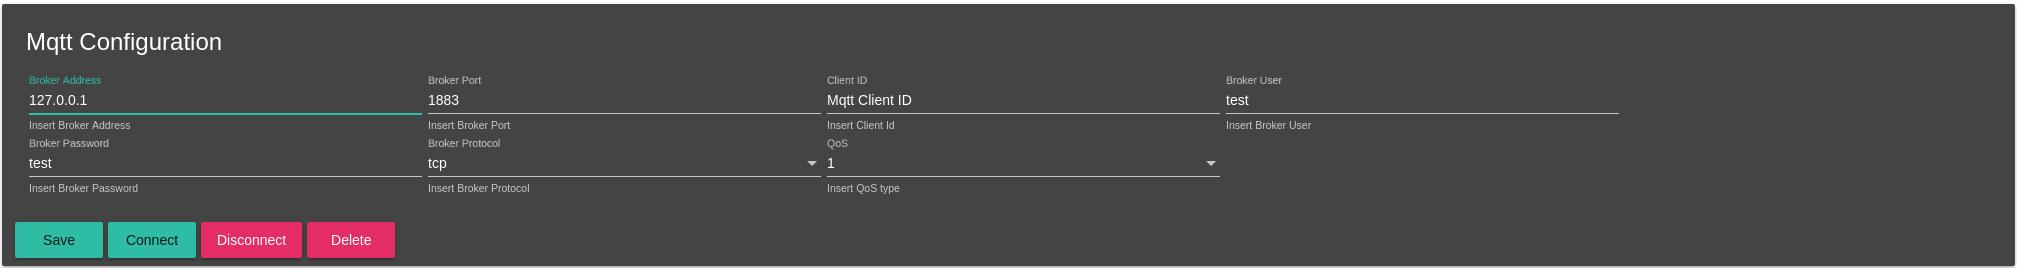 Mqtt Configuration
Broker Address Broker Port Client ID Broker User
127.0.0.1 1883 Mqtt Client ID test
Insert Broker Address Insert Broker Port Insert Client Id Insert Broker User
Broker Password Broker Protocol QoS
test tcp 1
Insert Broker Password Insert Broker Protocol Insert QoS type
Save Connect Disconnect Delete